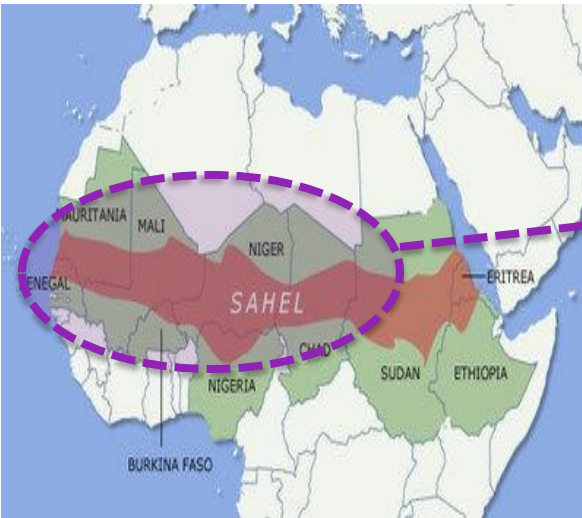 MAURITANIA
MALI
NIGER
ENEGAL
SAHEL
ERITREA
CHAD
SUDAN
ETHIOPIA
NIGERIA
BURKINA FASO